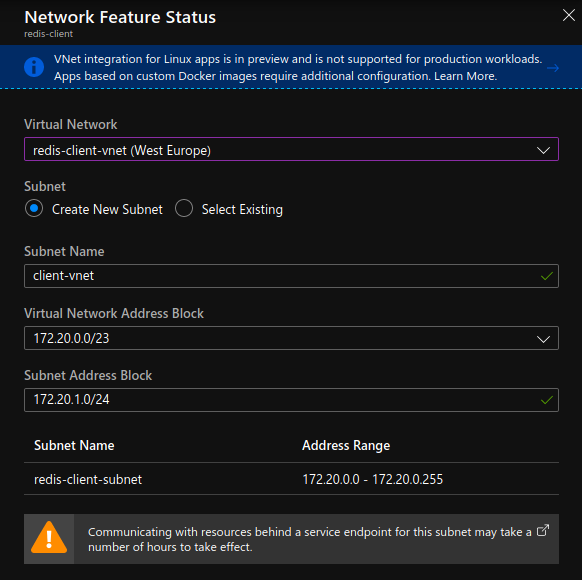 Network Feature Status
redis-client
VNet integration for Linux apps is in preview and is not supported for production workloads.
Apps based on custom Docker images require additional configuration. Learn More.
Virtual Network
redis-client-vnet (West Europe)
Subnet
Create New Subnet Select Existing
Subnet Name
client-vnet
Virtual Network Address Block
172.20.0.0/23
Subnet Address Block
172.20.1.0/24
Subnet Name Address Range
redis-client-subnet 172.20.0.0 - 172.20.0.255
Communicating with resources behind a service endpoint for this subnet may take a
number of hours to take effect.